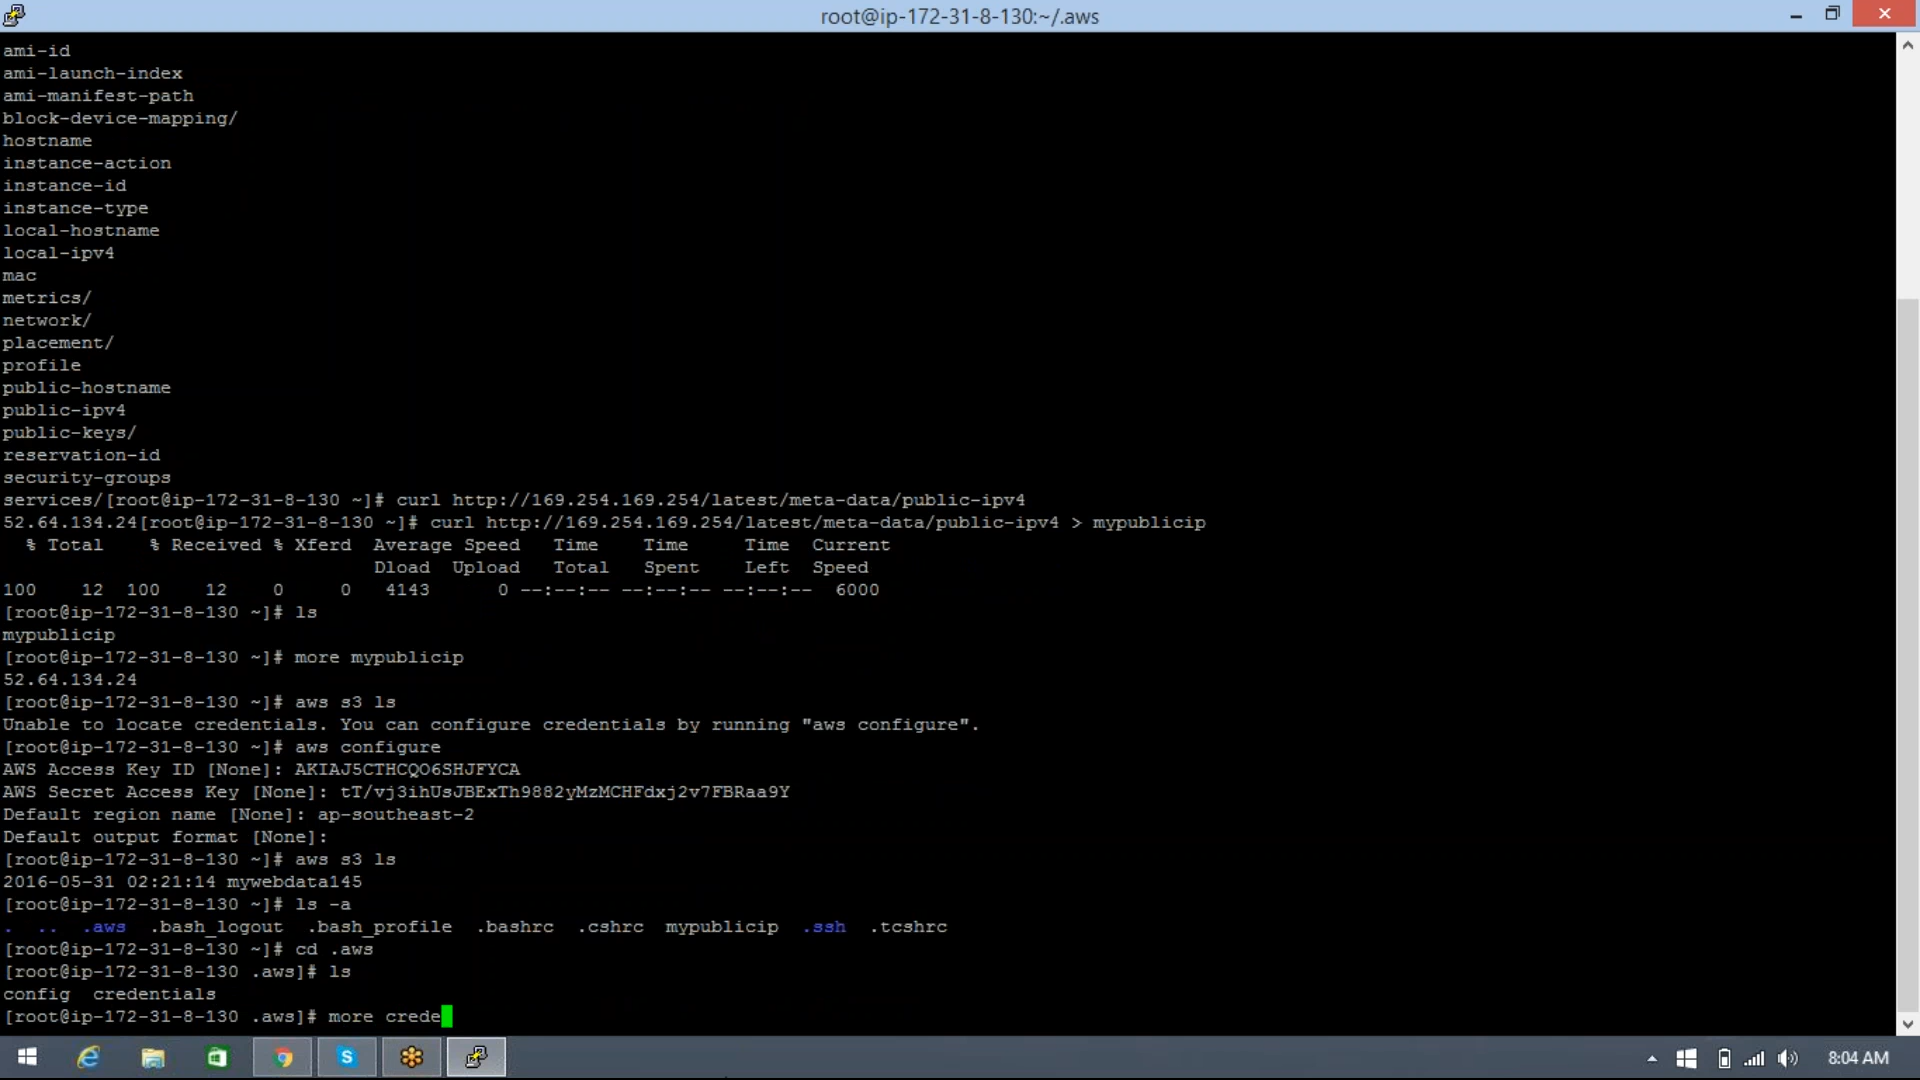 root@ip-172-31-8-130:~/.aws
ami-id
ami-launch-index
ami-manifest-path
block-device-mapping/
hostname
instance-action
instance-id
instance-type
local-hostname
local-ipv4
mac
metrics/
network/
placement/
profile
public-hostname
public-ipv4
public-keys/
reservation-id
security-groups
services/[root@ip-172-31-8-130 ~]# curl http://169.254.169.254/latest/meta-data/public-ipv4
52.64.134.24[root@ip-172-31-8-130 ~]# curl http://169.254.169.254/latest/meta-data/public-ipv4 > mypublicip
% Total % Received % Xferd Average Speed Time Time Time Current
Dload Upload Total Spent Left Speed
100 12 100 12 0 0 4143 0 --:--:-- --:--:-- --:--:-- 6000
[root@ip-172-31-8-130 ~]# ls
mypublicip
[root@ip-172-31-8-130 ~]# more mypublicip
52.64.134.24
[root@ip-172-31-8-130 ~]# aws s3 ls
Unable to locate credentials. You can configure credentials by running "aws configure".
[root@ip-172-31-8-130 ~]# aws configure
AWS Access Key ID [None]: AKIAJ5CTHCQO6SHJFYCA
AWS Secret Access Key [None]: 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
Default region name [None]: ap-southeast-2
Default output format [None]:
[root@ip-172-31-8-130 ~]# aws s3 ls
2016-05-31 02:21:14 mywebdata145
[root@ip-172-31-8-130 ~]# ls -a
. .. .aws .bash_logout .bash_profile .bashrc .cshrc mypublicip .ssh .tcshrc
[root@ip-172-31-8-130 ~]# cd .aws
[root@ip-172-31-8-130 .aws]# ls
config credentials
[root@ip-172-31-8-130 .aws]# more crede
8:04 AM